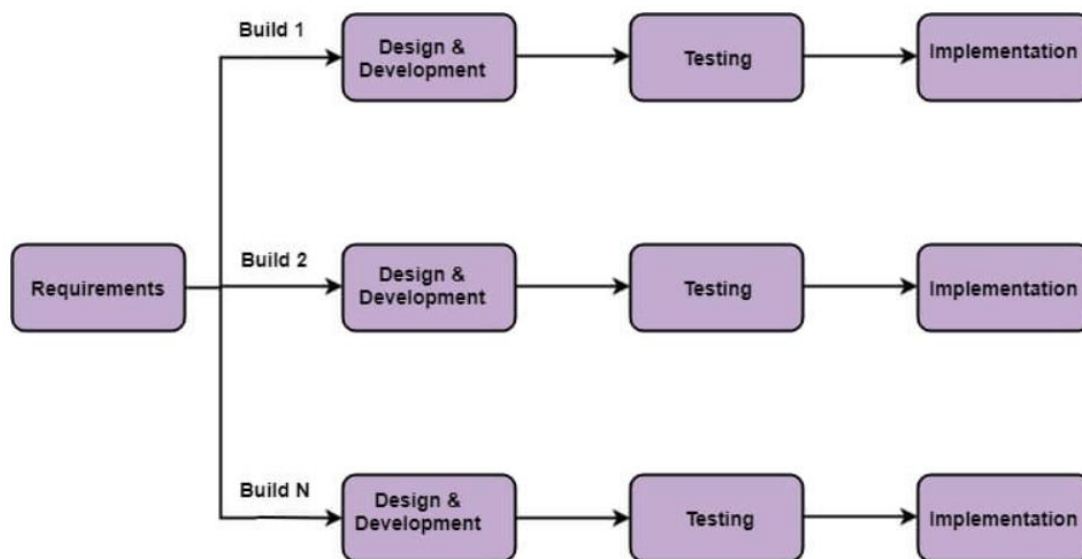 Build 1
Design &
Development
Testing
Implementation
Requirements
Build 2
Design &
Development
Testing
Implementation
Build N
Design &
Development
Testing
Implementation